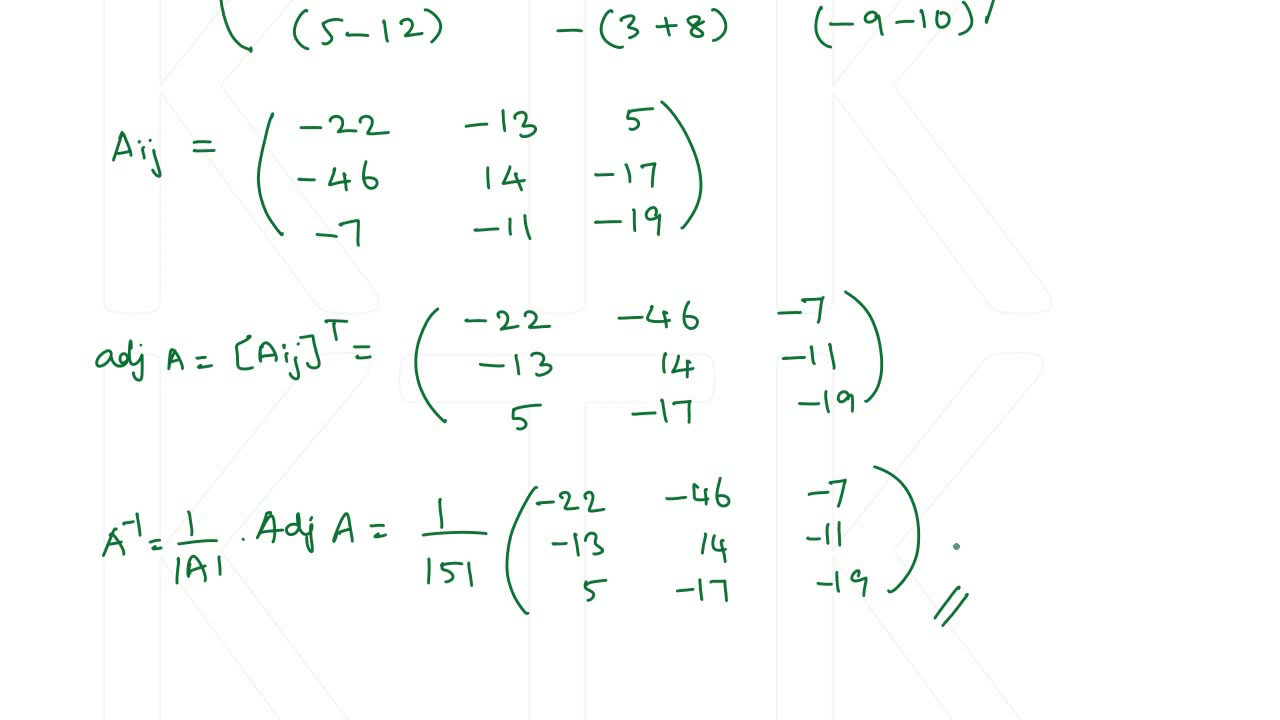 (5-12) -(3+8) (-9-10)
Aij = ( -22 -13 5
-46 14 -17
-7 -11 -19 )
adj A = [Aij]^T = ( -22 -46 -7
-13 14 -11
5 -17 -19 )
A^-1 = 1/|A| . Adj A = 1/151 ( -22 -46 -7
-13 14 -11
5 -17 -19 ) //